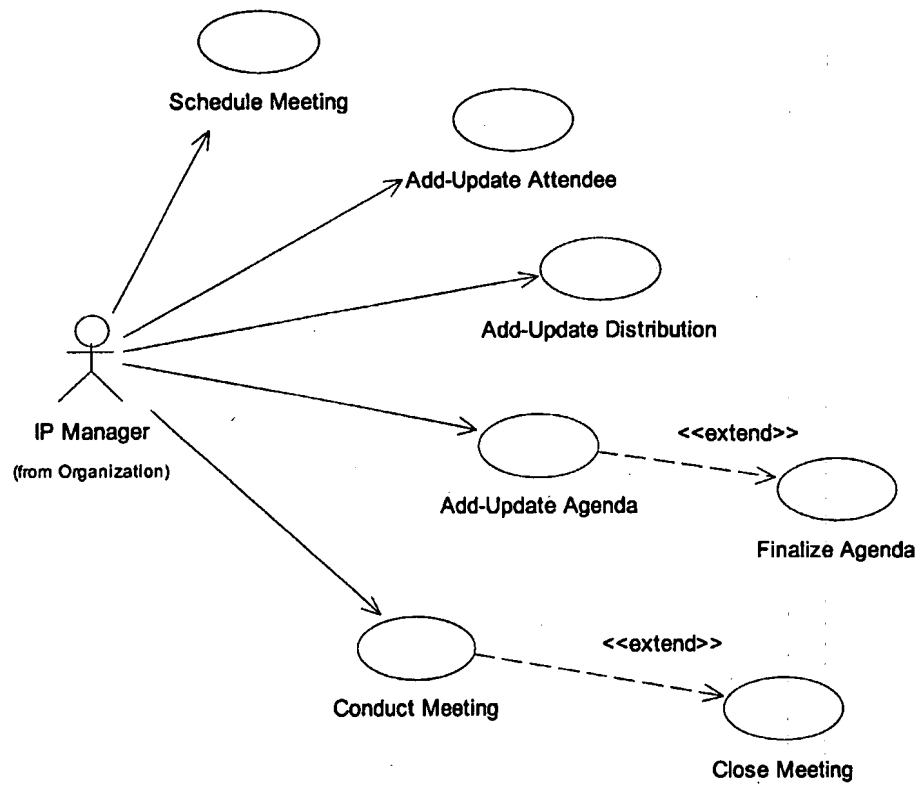 Schedule Meeting
Add-Update Attendee
Add-Update Distribution
IP Manager
(from Organization)
<<extend>>
Add-Update Agenda
Finalize Agenda
<<extend>>
Conduct Meeting
Close Meeting